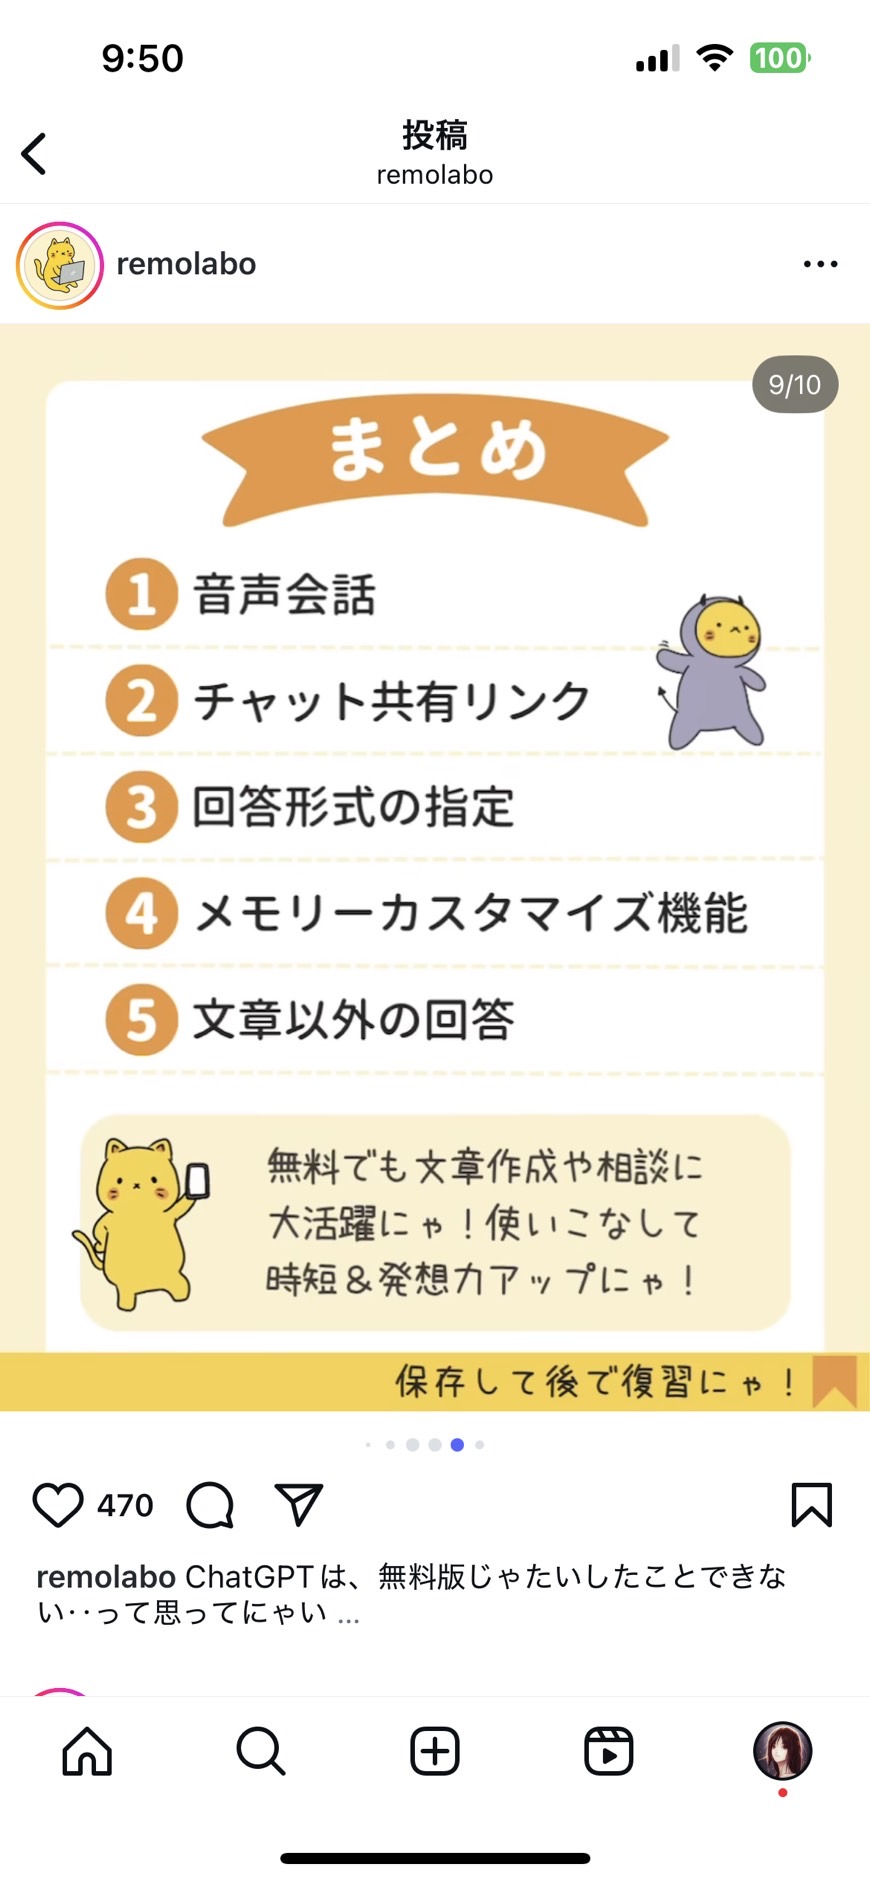 9:50
100
投稿
remolabo
remolabo
9/10
まとめ
1 音声会話
2 チャット共有リンク
3 回答形式の指定
4 メモリーカスタマイズ機能
5 文章以外の回答
無料でも文章作成や相談に
大活躍にゃ！使いこなして
時短＆発想力アップにゃ！
保存して後で復習にゃ！
470
remolabo ChatGPTは、無料版じゃたいしたことできな
い‥って思ってにゃい ...